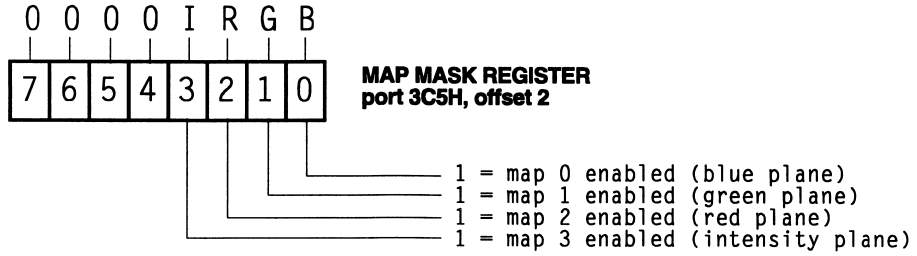 0 0 0 0 I R G B
7 6 5 4 3 2 1 0
MAP MASK REGISTER
port 3C5H, offset 2
1 = map 0 enabled (blue plane)
1 = map 1 enabled (green plane)
1 = map 2 enabled (red plane)
1 = map 3 enabled (intensity plane)